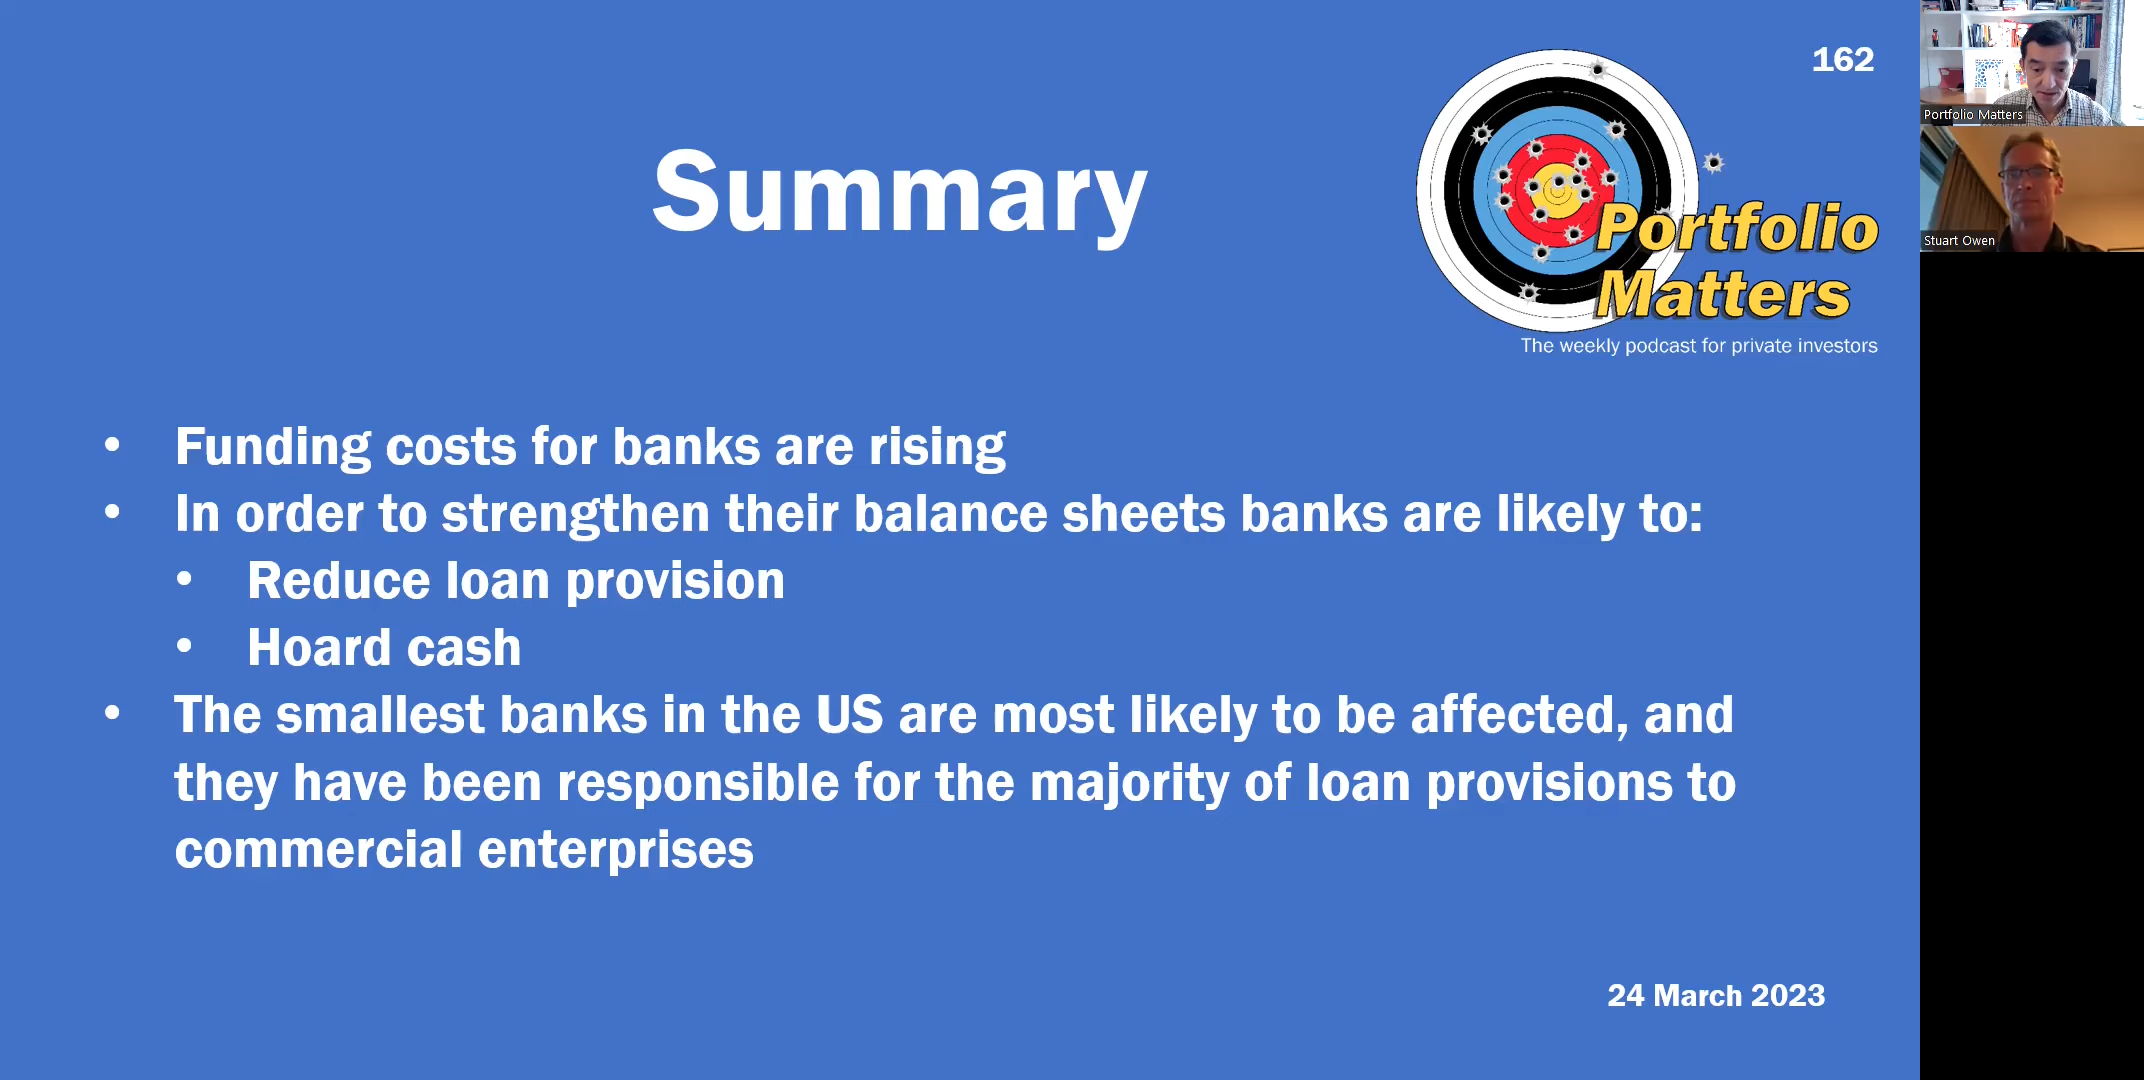 162
Summary
Portfolio
Matters
The weekly podcast for private investors
• Funding costs for banks are rising
• In order to strengthen their balance sheets banks are likely to:
• Reduce loan provision
• Hoard cash
• The smallest banks in the US are most likely to be affected, and
they have been responsible for the majority of loan provisions to
commercial enterprises
24 March 2023
Portfolio Matters
Stuart Owen